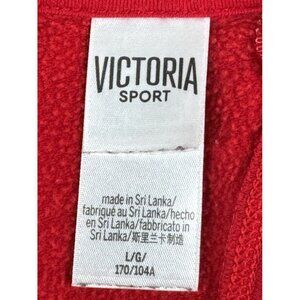 VICTORIA
SPORT
made in Sri Lanka/
fabriqué au Sri Lanka/hecho
en Sri Lanka/fabbricato in
Sri Lanka/斯里兰卡制造
L/G/
170/104A